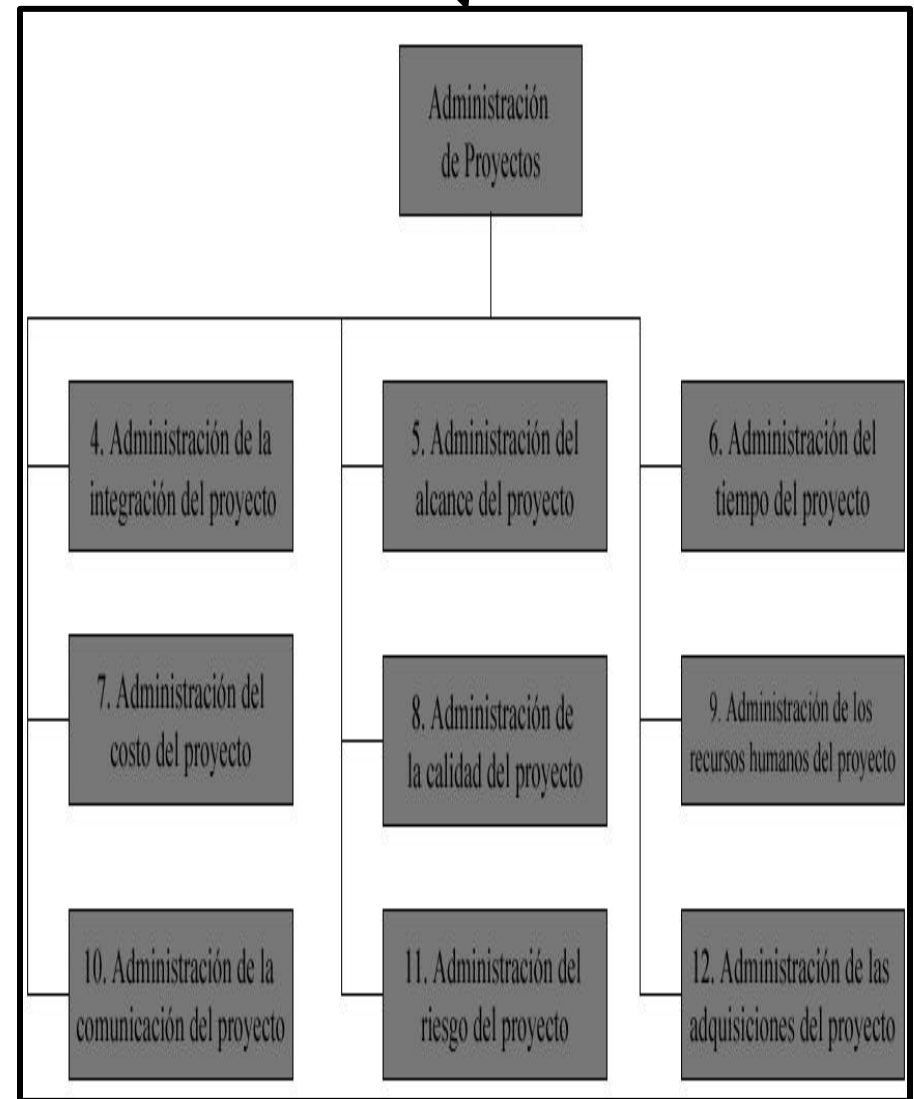 Administración
de Proyectos
4. Administración de la
integración del proyecto
5. Administración del
alcance del proyecto
6. Administración del
tiempo del proyecto
7. Administración del
costo del proyecto
8. Administración de
la calidad del proyecto
9. Administración de los
recursos humanos del proyecto
10. Administración de la
comunicación del proyecto
11. Administración del
riesgo del proyecto
12. Administración de las
adquisiciones del proyecto